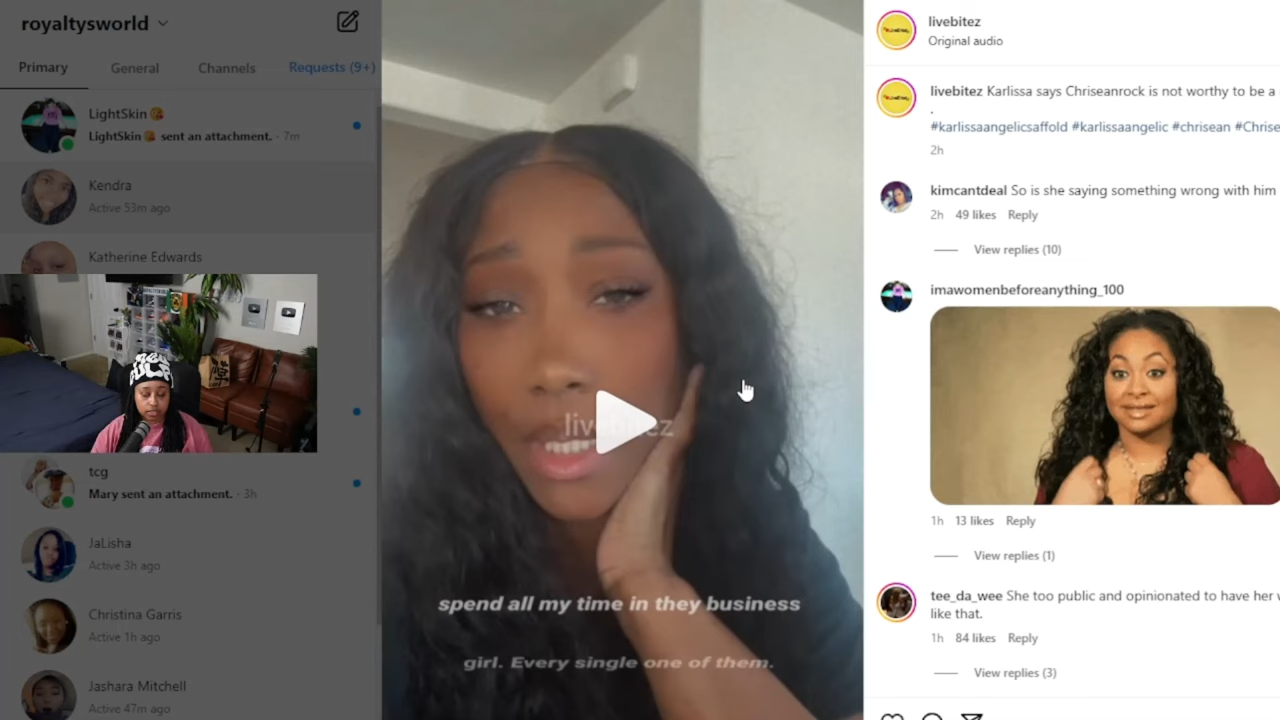 royaltysworld
Primary
General
Channels
Requests (9+)
LightSkin
LightSkin sent an attachment. · 7m
Kendra
Active 53m ago
Katherine Edwards
tcg
Mary sent an attachment. · 3h
JaLisha
Active 3h ago
Christina Garris
Active 1h ago
Jashara Mitchell
Active 47m ago
spend all my time in they business
girl. Every single one of them.
livebitez
Original audio
livebitez Karlissa says Chriseanrock is not worthy to be a
.
#karlissaangelicsaffold #karlissaangelic #chrisean #Chrise
2h
kimcantdeal So is she saying something wrong with him
2h 49 likes Reply
View replies (10)
imawomenbeforeanything_100
1h 13 likes Reply
View replies (1)
tee_da_wee She too public and opinionated to have her
like that.
1h 84 likes Reply
View replies (3)